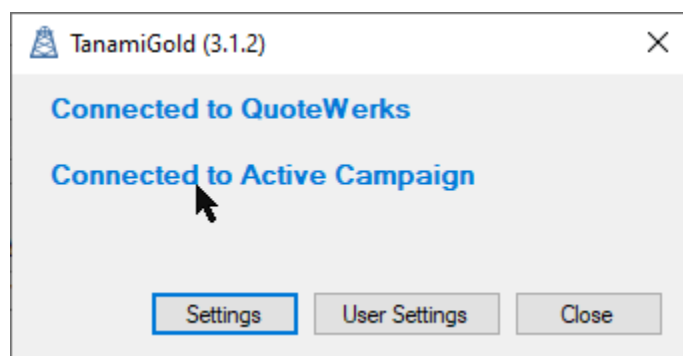 TanamiGold (3.1.2)
Connected to QuoteWerks
Connected to Active Campaign
Settings User Settings Close